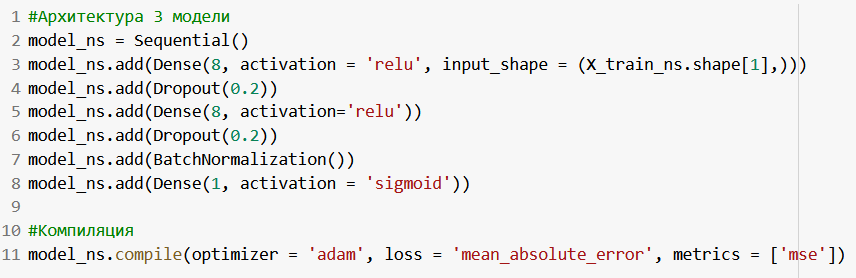 1 #Архитектура 3 модели
2 model_ns = Sequential()
3 model_ns.add(Dense(8, activation = 'relu', input_shape = (X_train_ns.shape[1],)))
4 model_ns.add(Dropout(0.2))
5 model_ns.add(Dense(8, activation='relu'))
6 model_ns.add(Dropout(0.2))
7 model_ns.add(BatchNormalization())
8 model_ns.add(Dense(1, activation = 'sigmoid'))
9
10 #Компиляция
11 model_ns.compile(optimizer = 'adam', loss = 'mean_absolute_error', metrics = ['mse'])